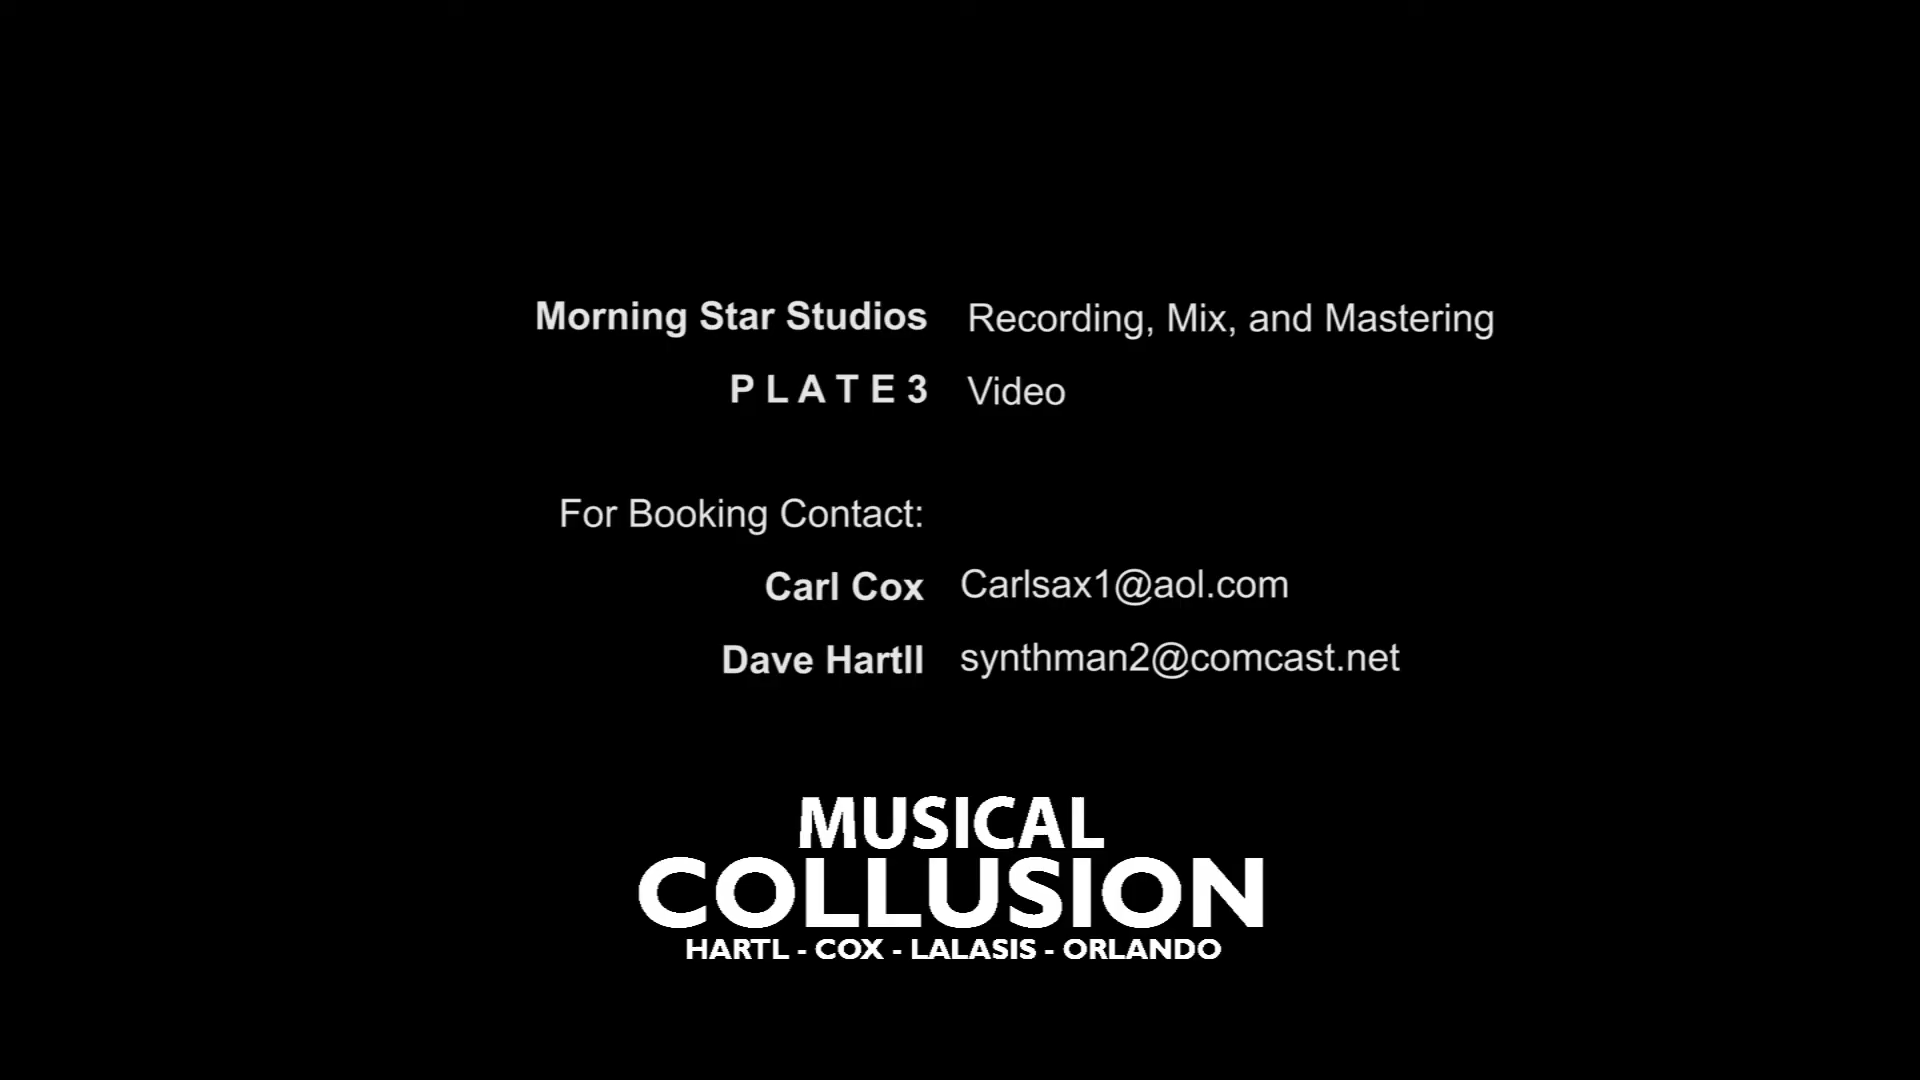 Morning Star Studios Recording, Mix, and Mastering
P L A T E 3 Video
For Booking Contact:
Carl Cox Carlsax1@aol.com
Dave Hartll synthman2@comcast.net
MUSICAL
COLLUSION
HARTL - COX - LALASIS - ORLANDO